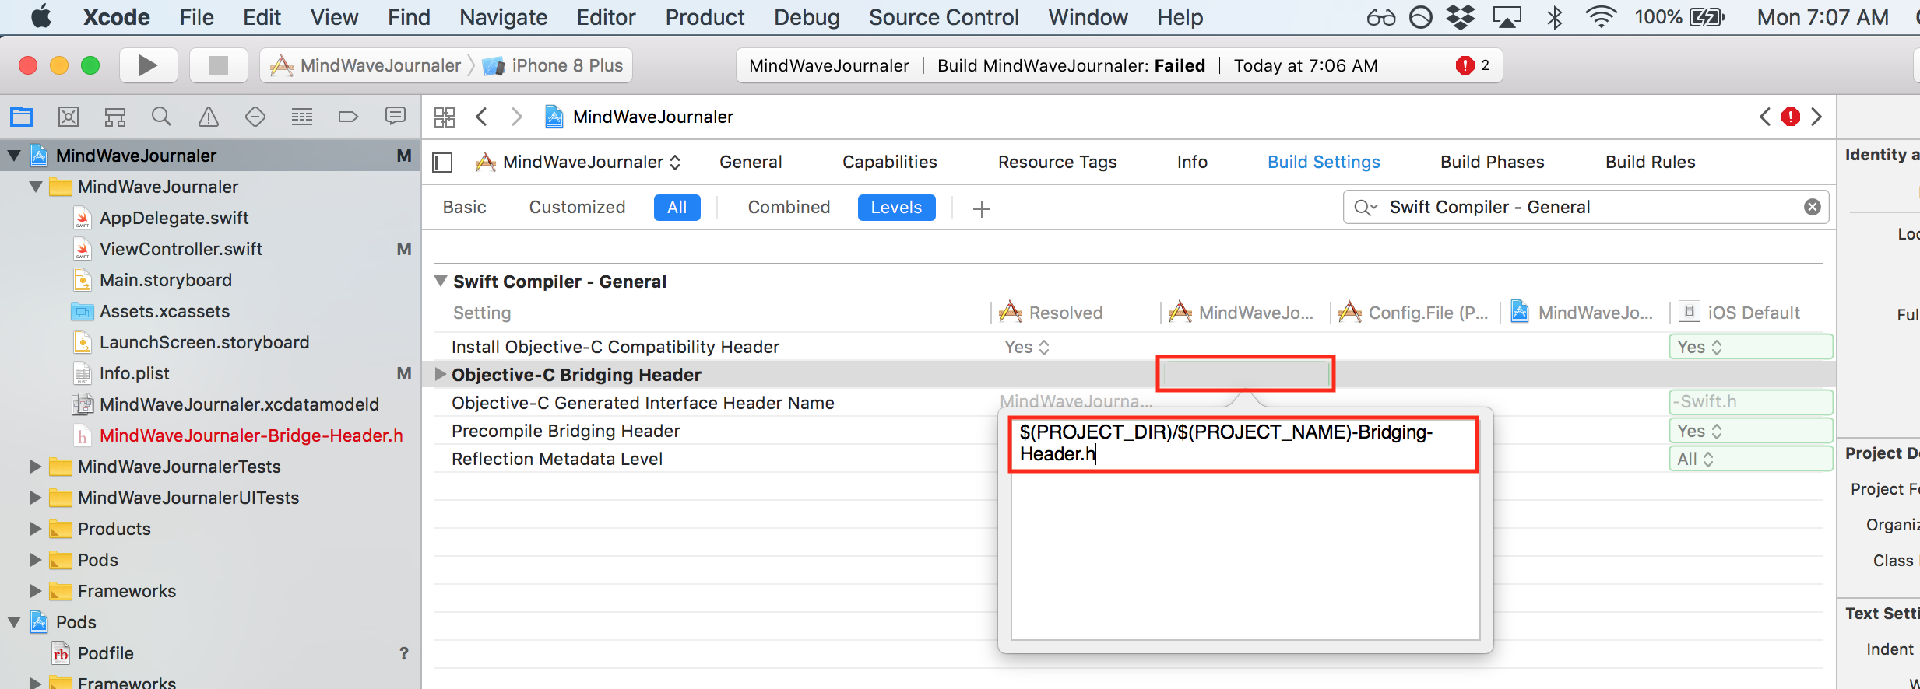 Xcode File Edit View Find Navigate Editor Product Debug Source Control Window Help 100% Mon 7:07 AM
MindWaveJournaler iPhone 8 Plus MindWaveJournaler | Build MindWaveJournaler: Failed | Today at 7:06 AM 2
MindWaveJournaler
MindWaveJournaler M
MindWaveJournaler General Capabilities Resource Tags Info Build Settings Build Phases Build Rules
Identity a
MindWaveJournaler
Basic Customized All Combined Levels + Swift Compiler - General
AppDelegate.swift
Loc
ViewController.swift M
Main.storyboard
Swift Compiler - General
Assets.xcassets
Setting Resolved MindWaveJo... Config.File (P... MindWaveJo... iOS Default
Ful
LaunchScreen.storyboard
Install Objective-C Compatibility Header Yes Yes
Info.plist M
Objective-C Bridging Header
MindWaveJournaler.xcdatamodeld
Objective-C Generated Interface Header Name MindWaveJourna... -Swift.h
h MindWaveJournaler-Bridge-Header.h
Precompile Bridging Header Yes
$(PROJECT_DIR)/$(PROJECT_NAME)-Bridging-
Header.h
Reflection Metadata Level All
Project De
MindWaveJournalerTests
MindWaveJournalerUITests
Project Fo
Products
Organiz
Pods
Class
Frameworks
Pods
Text Setti
rb Podfile ?
Indent
Frameworks